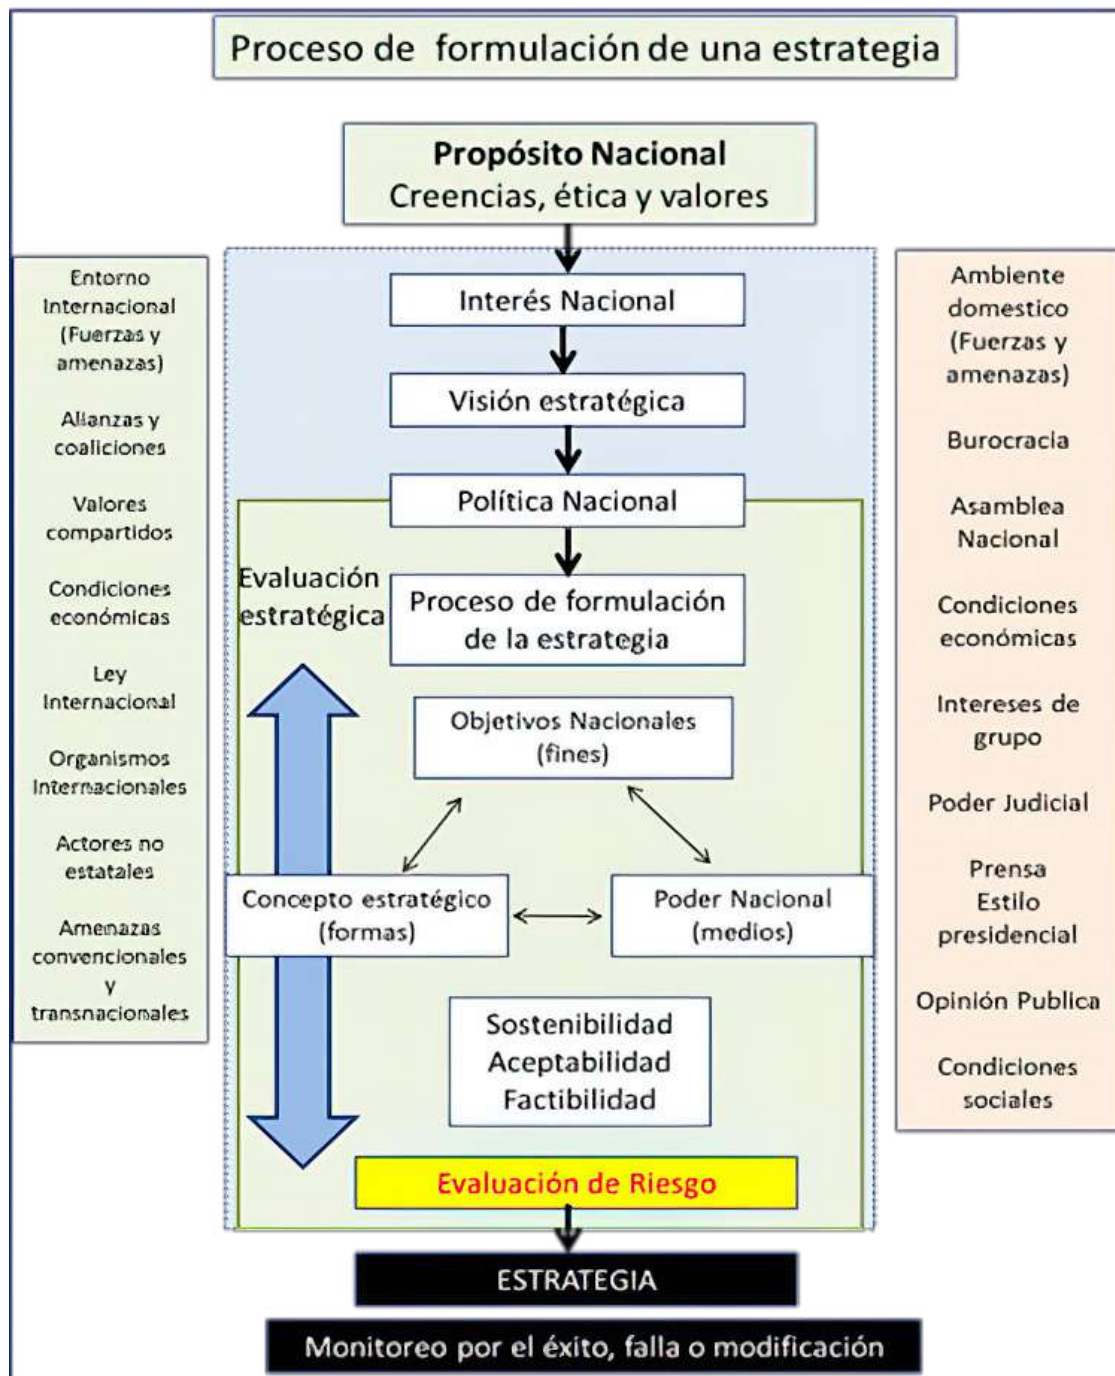 Proceso de formulación de una estrategia
Propósito Nacional
Creencias, ética y valores
Entorno
Internacional
(Fuerzas y
amenazas)
Alianzas y
coaliciones
Valores
compartidos
Condiciones
económicas
Ley
Internacional
Organismos
Internacionales
Actores no
estatales
Amenazas
convencionales
y
transnacionales
Interés Nacional
Visión estratégica
Política Nacional
Evaluación
estratégica
Proceso de formulación
de la estrategia
Objetivos Nacionales
(fines)
Concepto estratégico
(formas)
Poder Nacional
(medios)
Sostenibilidad
Aceptabilidad
Factibilidad
Evaluación de Riesgo
ESTRATEGIA
Monitoreo por el éxito, falla o modificación
Ambiente
domestico
(Fuerzas y
amenazas)
Burocracia
Asamblea
Nacional
Condiciones
económicas
Intereses de
grupo
Poder Judicial
Prensa
Estilo
presidencial
Opinión Publica
Condiciones
sociales